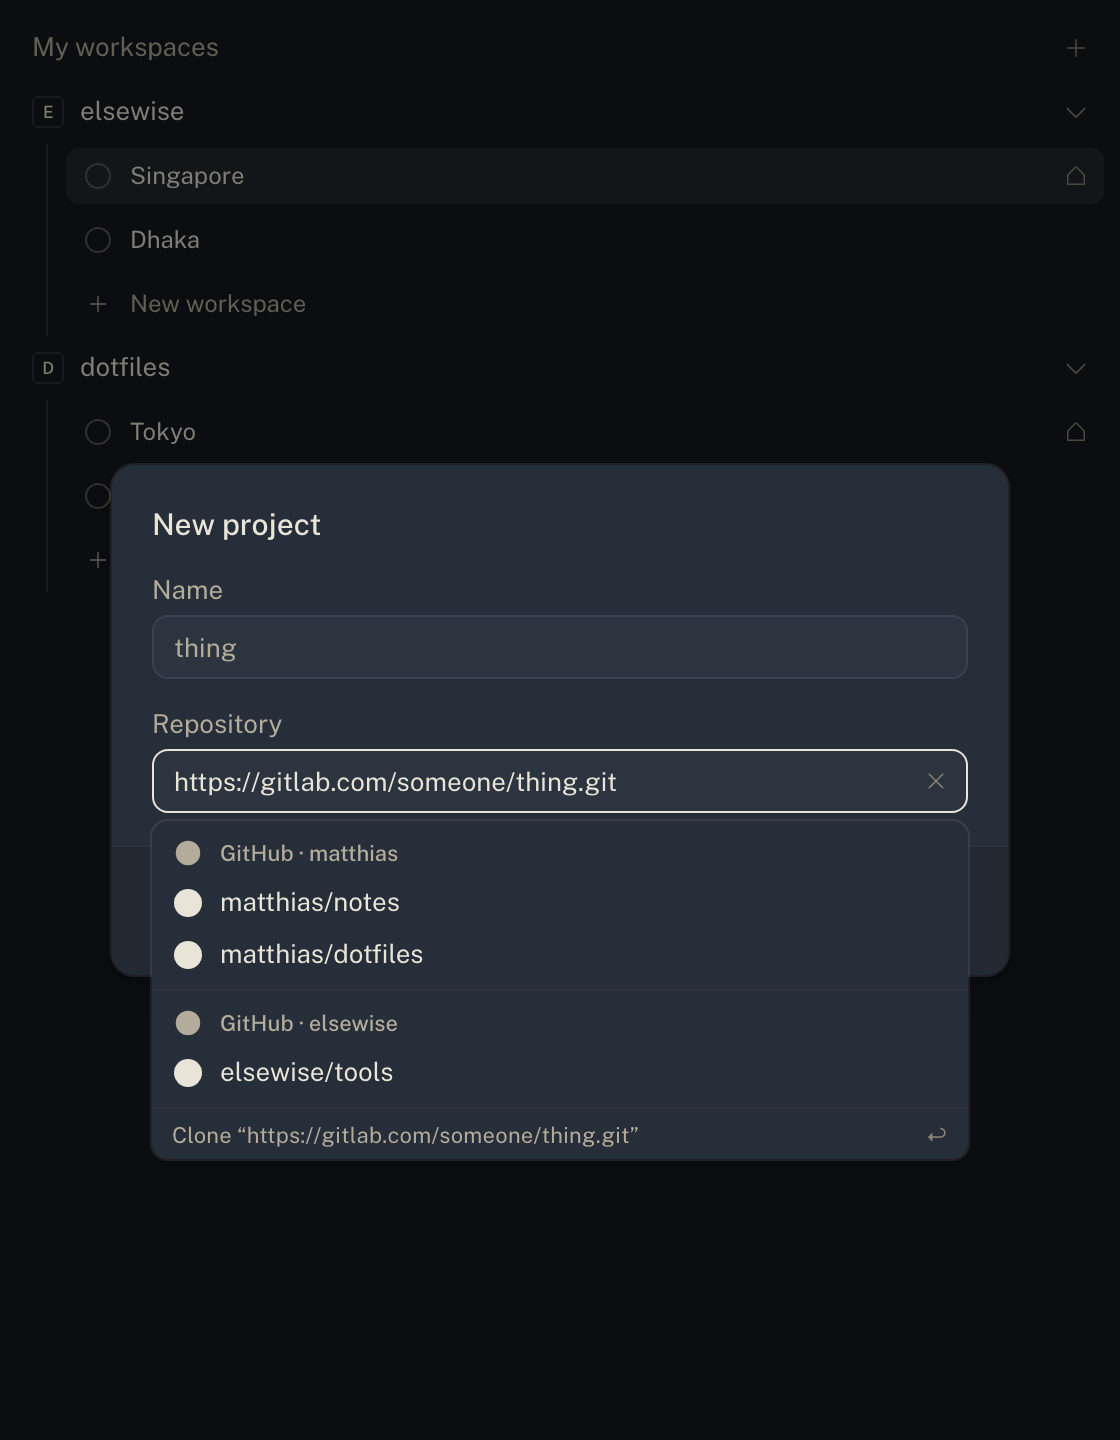 My workspaces
E elsewise
Singapore
Dhaka
New workspace
D dotfiles
Tokyo
New project
Name
thing
Repository
https://gitlab.com/someone/thing.git
GitHub · matthias
matthias/notes
matthias/dotfiles
GitHub · elsewise
elsewise/tools
Clone “https://gitlab.com/someone/thing.git”